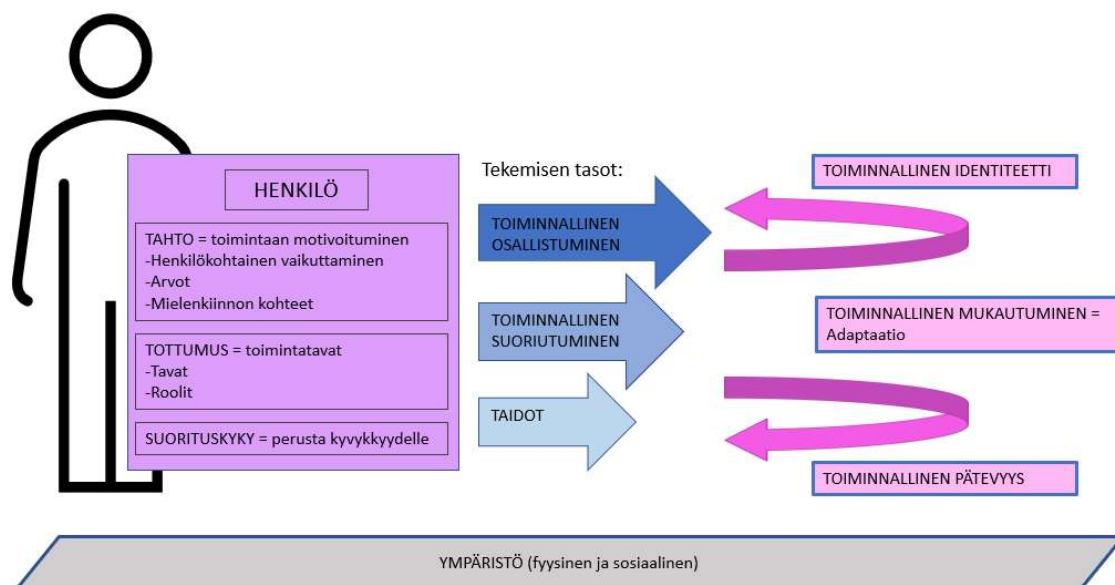 HENKILÖ
TAHTO = toimintaan motivoituminen
-Henkilökohtainen vaikuttaminen
-Arvot
-Mielenkiinnon kohteet
TOTTUMUS = toimintatavat
-Tavat
-Roolit
SUORITUSKYKY = perusta kyvykkyydelle
Tekemisen tasot:
TOIMINNALLINEN
OSALLISTUMINEN
TOIMINNALLINEN
SUORIUTUMINEN
TAIDOT
TOIMINNALLINEN IDENTITEETTI
TOIMINNALLINEN MUKAUTUMINEN =
Adaptaatio
TOIMINNALLINEN PÄTEVYYS
YMPÄRISTÖ (fyysinen ja sosiaalinen)